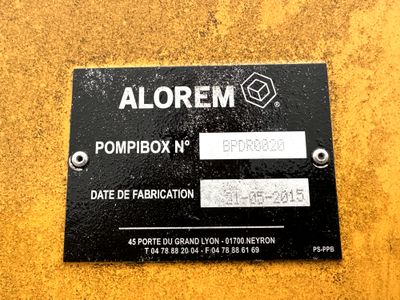 ALOREM ®
POMPIBOX N° BPDR0020
DATE DE FABRICATION 21-05-2015
45 PORTE DU GRAND LYON - 01700 NEYRON
T 04 78 88 20 04 - F 04 78 88 61 69
PS-PPB